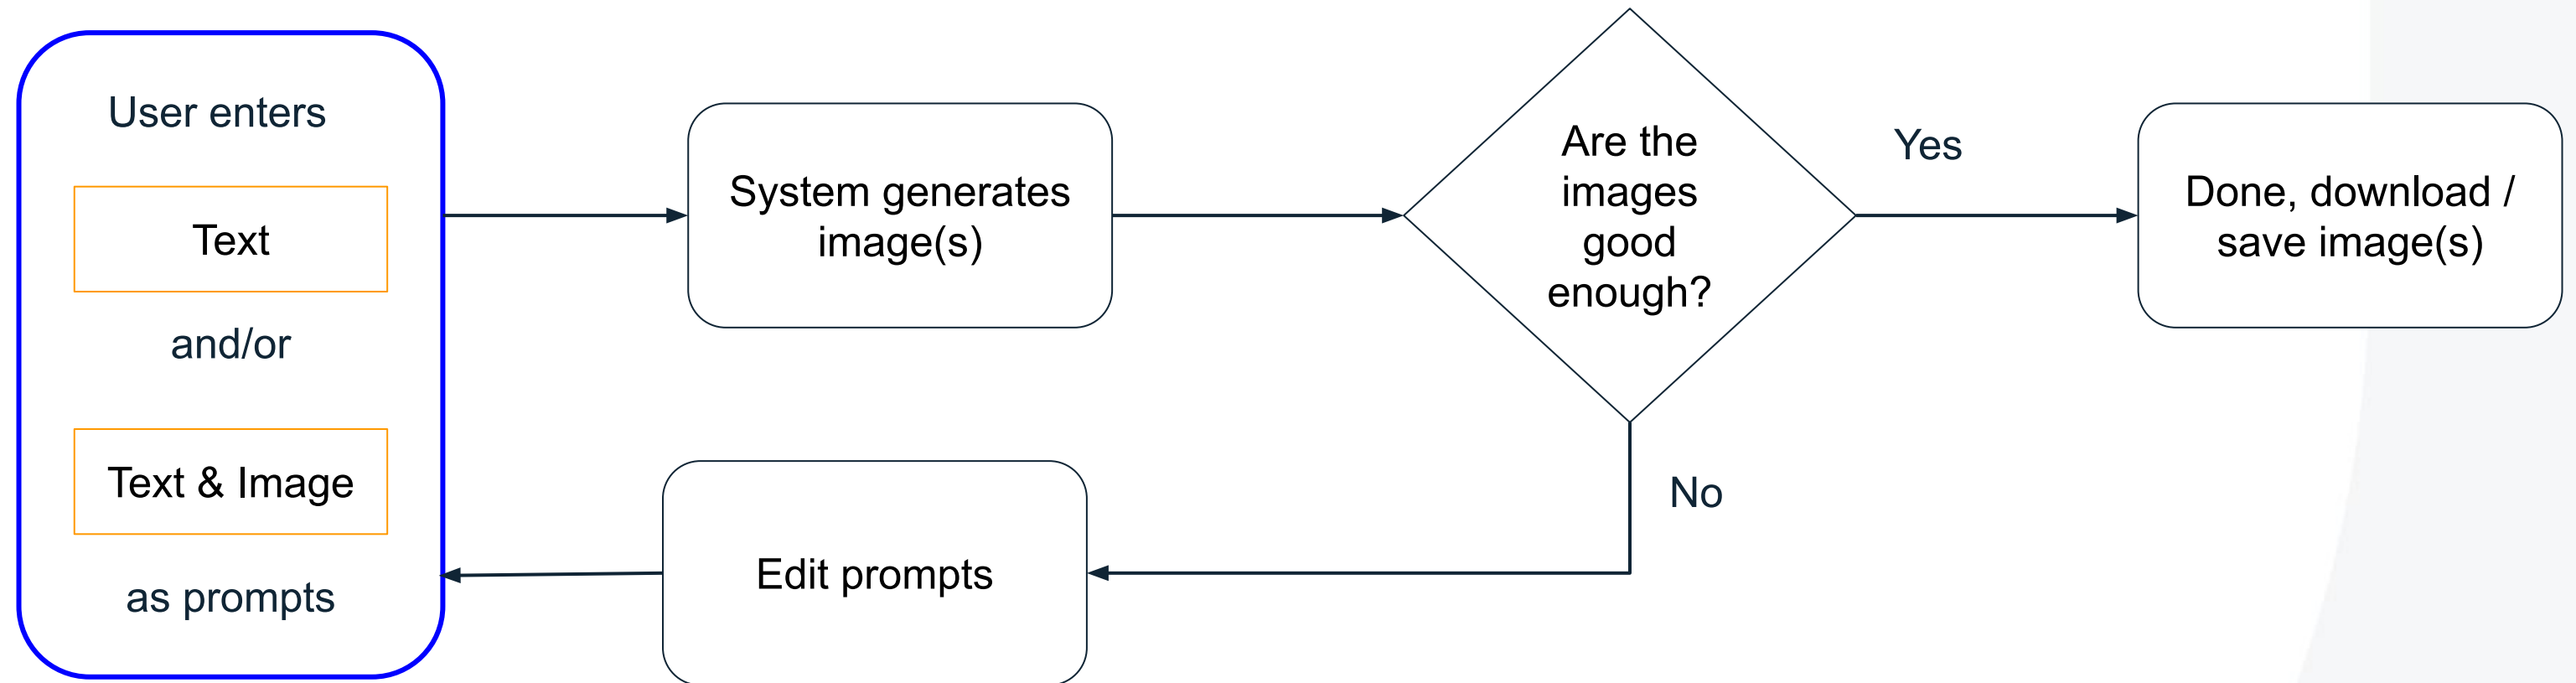 User enters
Text
and/or
Text & Image
as prompts
System generates
image(s)
Are the
images
good
enough?
Yes
Done, download /
save image(s)
No
Edit prompts